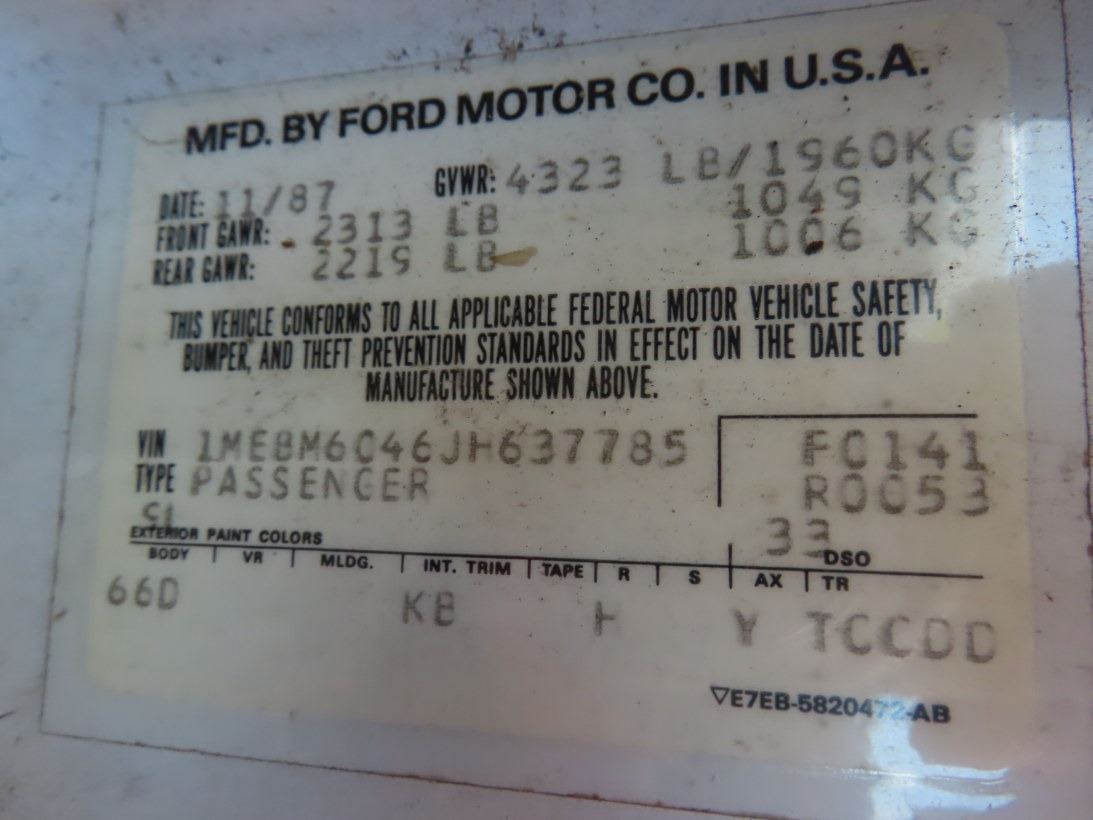 MFD. BY FORD MOTOR CO. IN U.S.A.
DATE: 11/87 GVWR: 4323 LB/1960KG
FRONT GAWR: 2313 LB 1049 KG
REAR GAWR: 2219 LB 1006 KG
THIS VEHICLE CONFORMS TO ALL APPLICABLE FEDERAL MOTOR VEHICLE SAFETY,
BUMPER, AND THEFT PREVENTION STANDARDS IN EFFECT ON THE DATE OF
MANUFACTURE SHOWN ABOVE.
VIN 1MEBM6046JH637785 F0141
TYPE PASSENGER R0053
33 DSO
EXTERIOR PAINT COLORS
BODY VR MLDG. INT. TRIM TAPE R S AX TR
66D KB H Y TCCDD
▽E7EB-5820472-AB